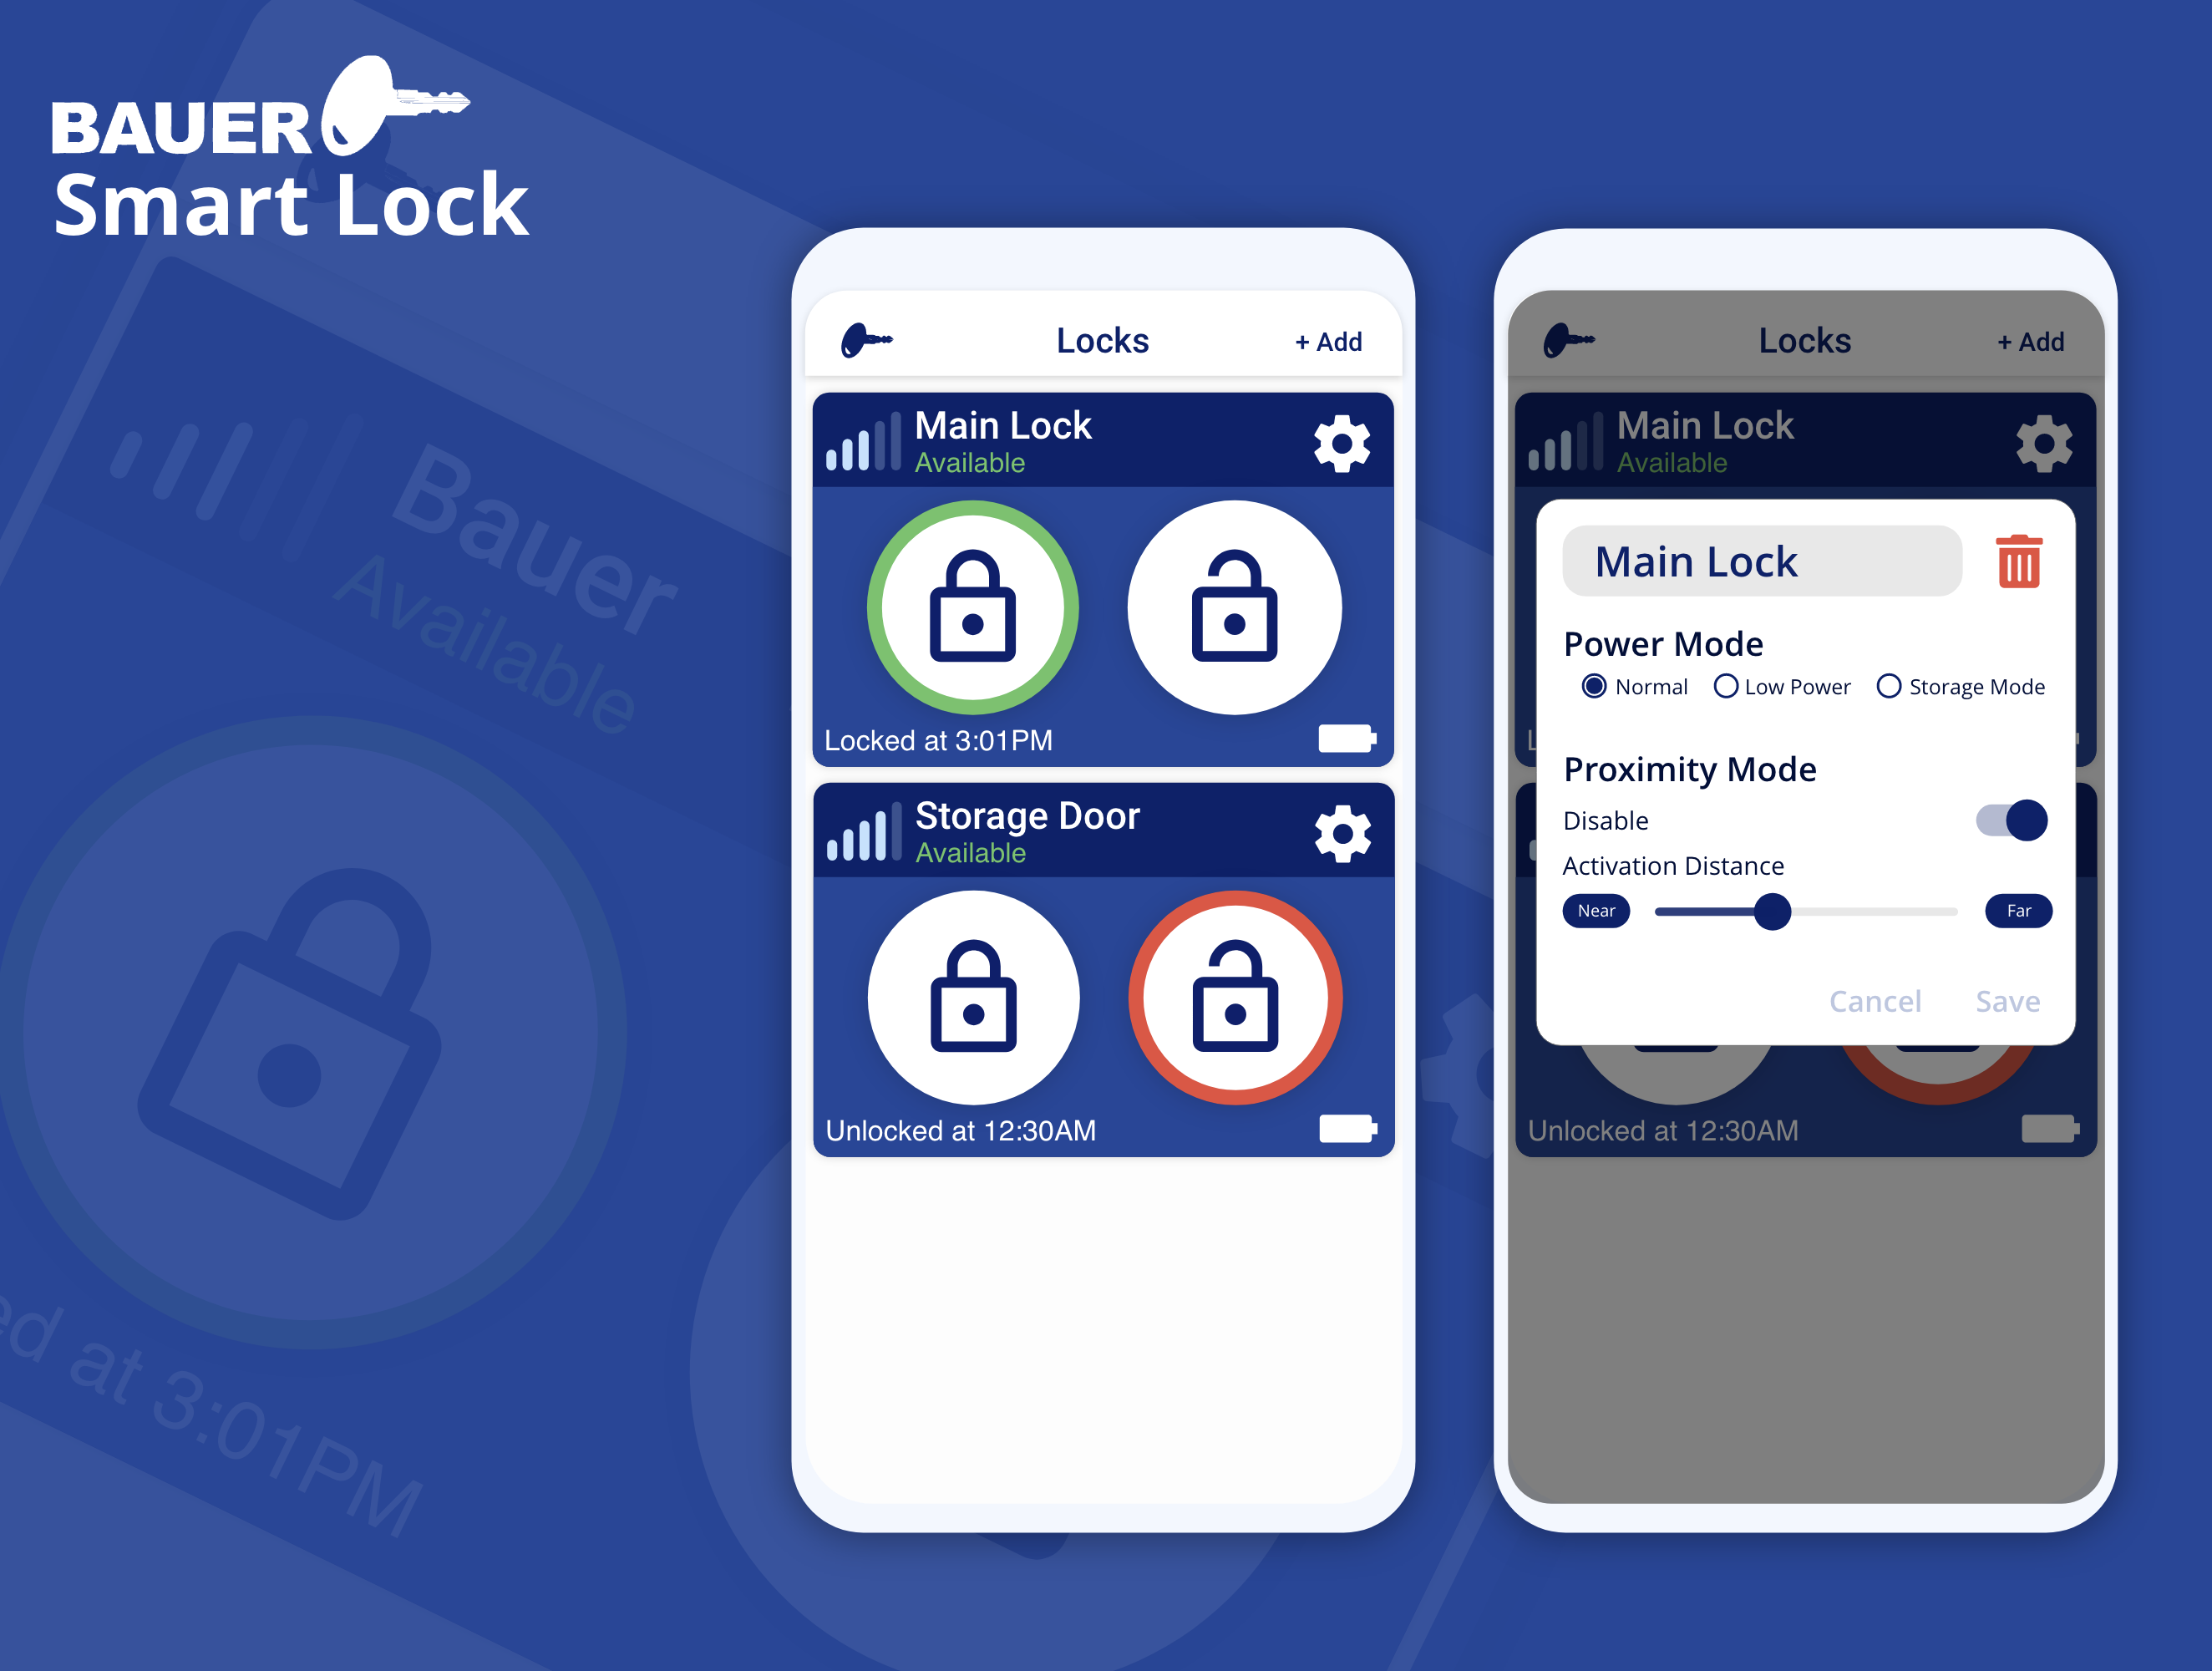 BAUER
Smart Lock
Bauer
Available
ed at 3:01PM
Locks
+ Add
Main Lock
Available
Locked at 3:01PM
Storage Door
Available
Unlocked at 12:30AM
Locks
+ Add
Main Lock
Available
Main Lock
Power Mode
Normal Low Power Storage Mode
Proximity Mode
Disable
Activation Distance
Near Far
Cancel Save
L
Unlocked at 12:30AM